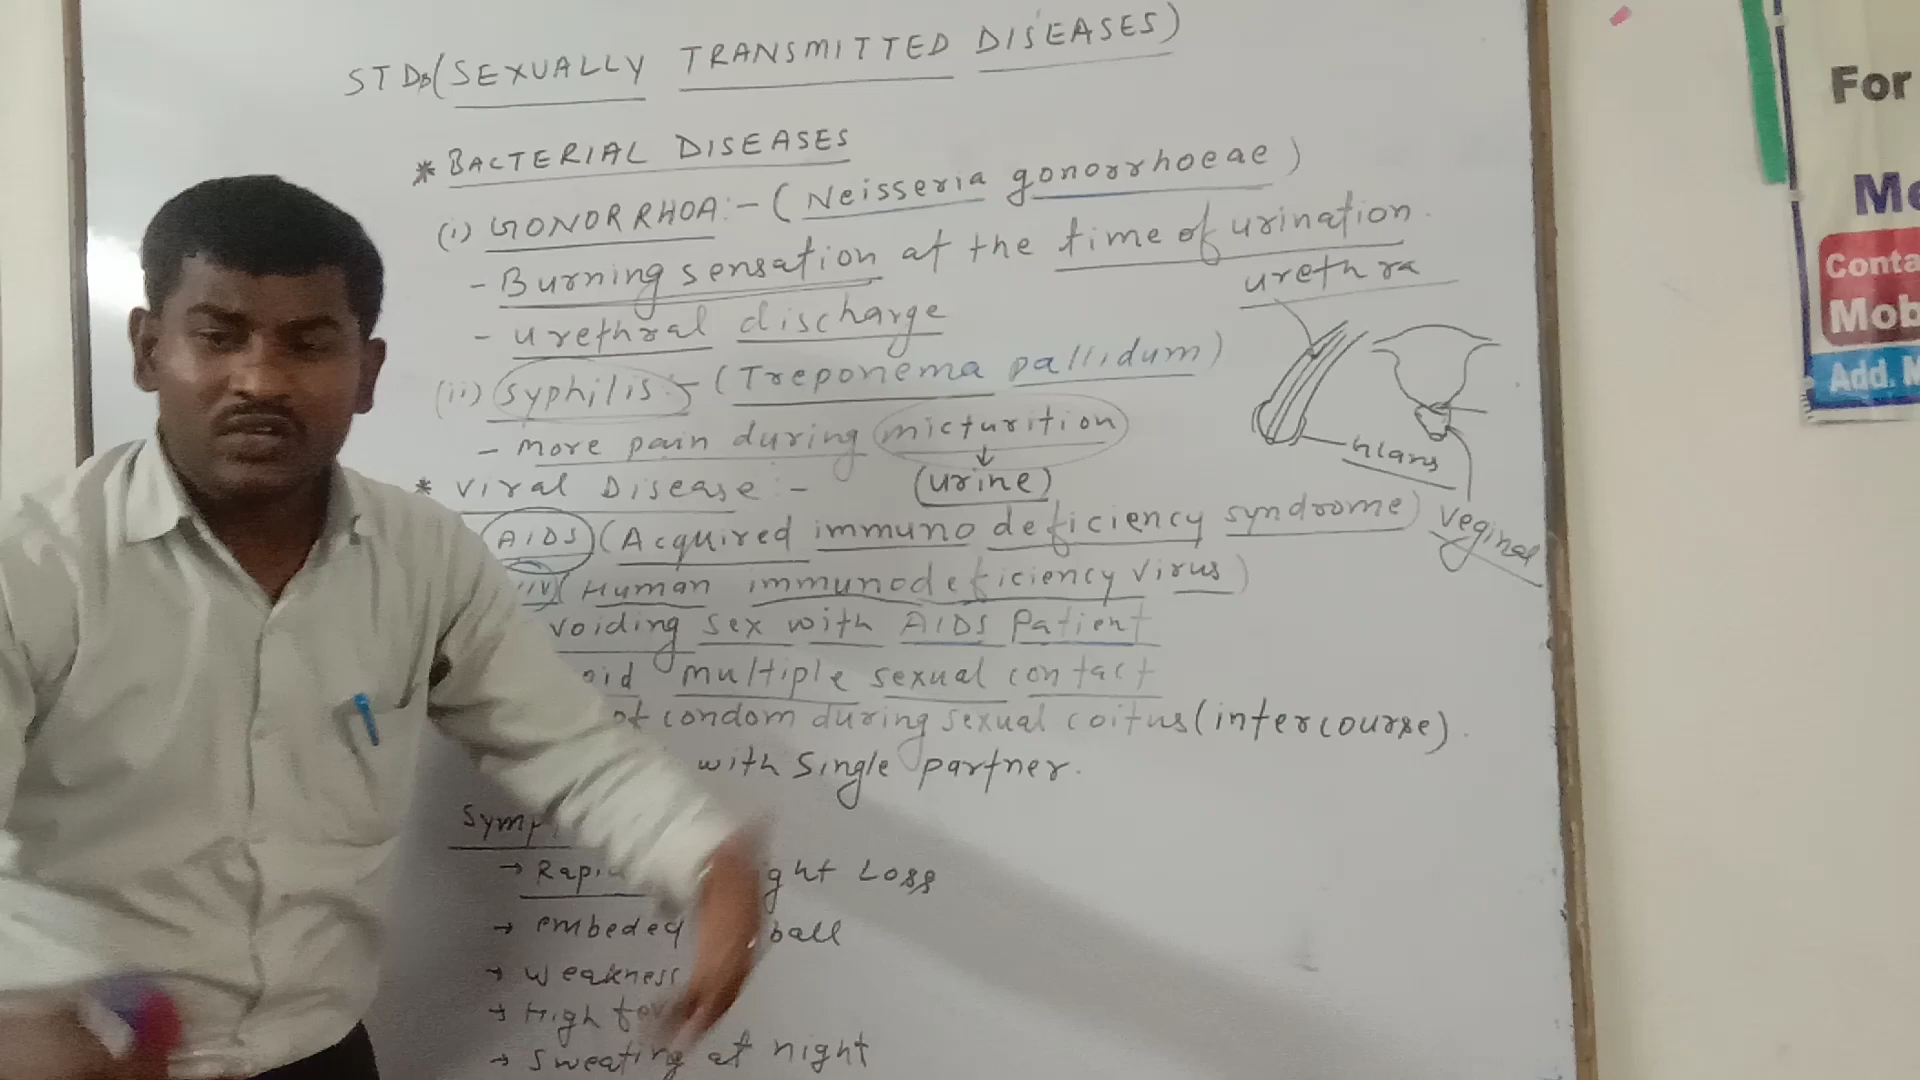 STDs (SEXUALLY TRANSMITTED DISEASES)
* BACTERIAL DISEASES
(i) GONORRHOA:- (Neisseria gonorrhoeae)
- Burning sensation at the time of urination.
urethra
- urethral discharge
(ii) Syphilis:- (Treponema pallidum)
- more pain during micturition
↓
(urine)
Glans
* Viral Disease:-
AIDS (Acquired immuno deficiency syndrome)
Veginal
(Human immunodeficiency Virus)
voiding sex with AIDS Patient
oid multiple sexual contact
of condom during sexual coitus (intercourse).
with Single partner.
Symp
→ Rapi ght Loss
→ embeded ball
→ weakness
→ High fev
→ Sweating at night
For
Mo
Conta
Mob
Add. M